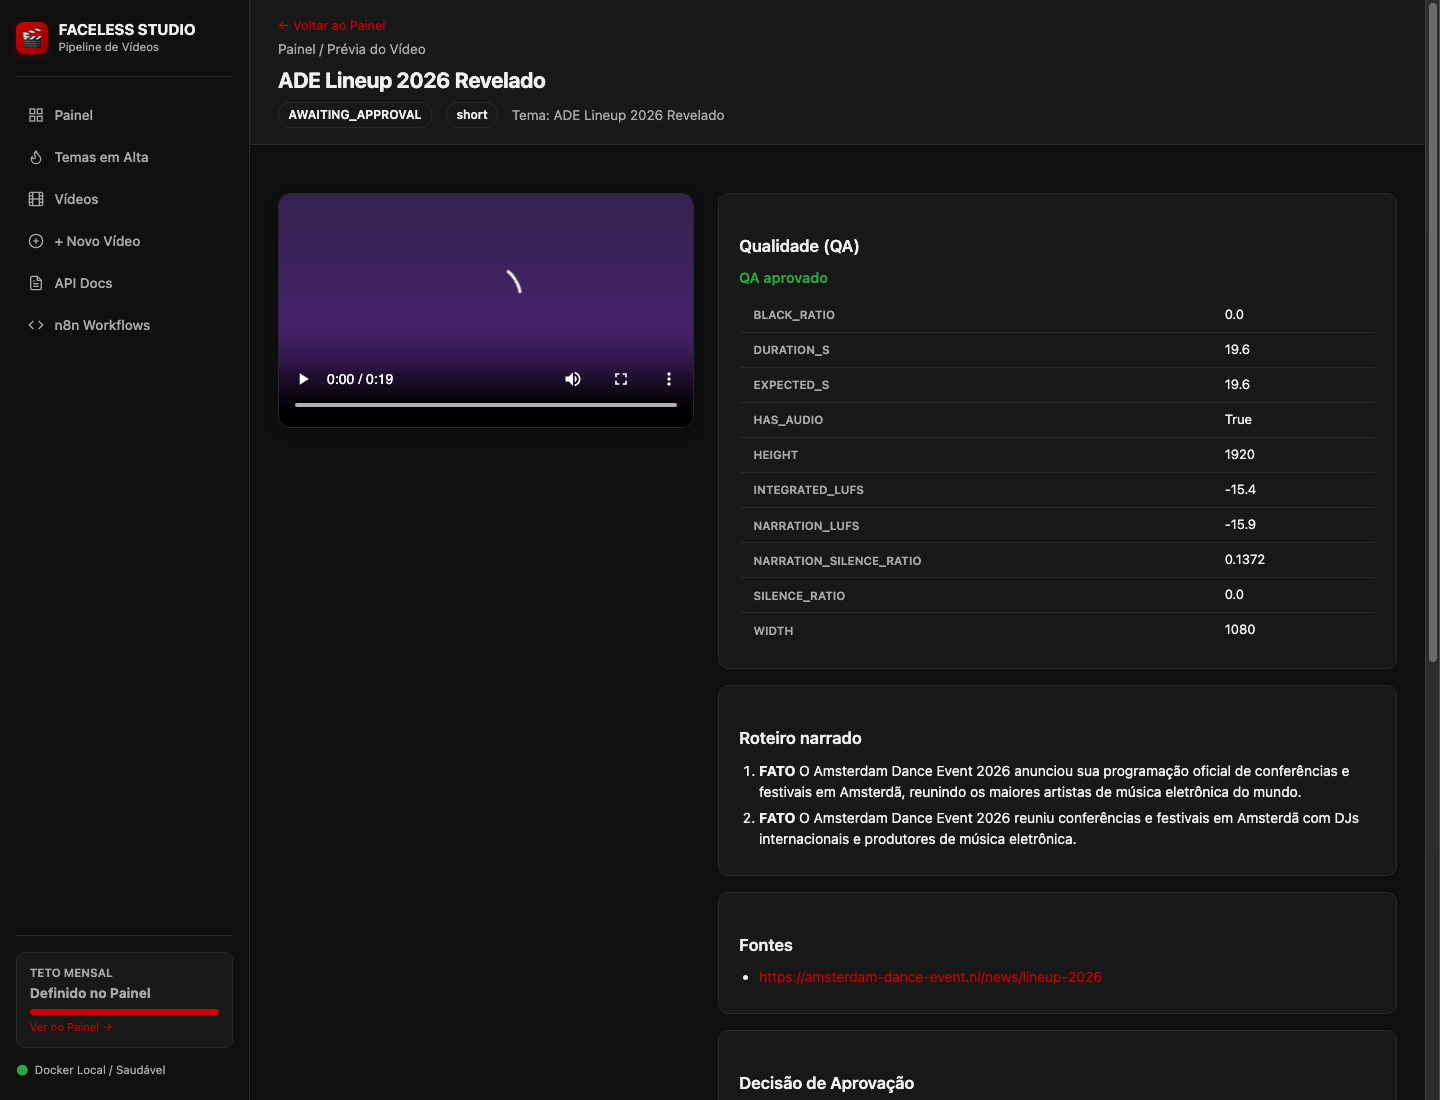 FACELESS STUDIO
Pipeline de Vídeos
Painel
Temas em Alta
Vídeos
+ Novo Vídeo
API Docs
n8n Workflows
TETO MENSAL
Definido no Painel
Ver no Painel →
Docker Local / Saudável
← Voltar ao Painel
Painel / Prévia do Vídeo
ADE Lineup 2026 Revelado
AWAITING_APPROVAL short Tema: ADE Lineup 2026 Revelado
0:00 / 0:19
Qualidade (QA)
QA aprovado
BLACK_RATIO 0.0
DURATION_S 19.6
EXPECTED_S 19.6
HAS_AUDIO True
HEIGHT 1920
INTEGRATED_LUFS -15.4
NARRATION_LUFS -15.9
NARRATION_SILENCE_RATIO 0.1372
SILENCE_RATIO 0.0
WIDTH 1080
Roteiro narrado
1. FATO O Amsterdam Dance Event 2026 anunciou sua programação oficial de conferências e
festivais em Amsterdã, reunindo os maiores artistas de música eletrônica do mundo.
2. FATO O Amsterdam Dance Event 2026 reuniu conferências e festivais em Amsterdã com DJs
internacionais e produtores de música eletrônica.
Fontes
• https://amsterdam-dance-event.nl/news/lineup-2026
Decisão de Aprovação